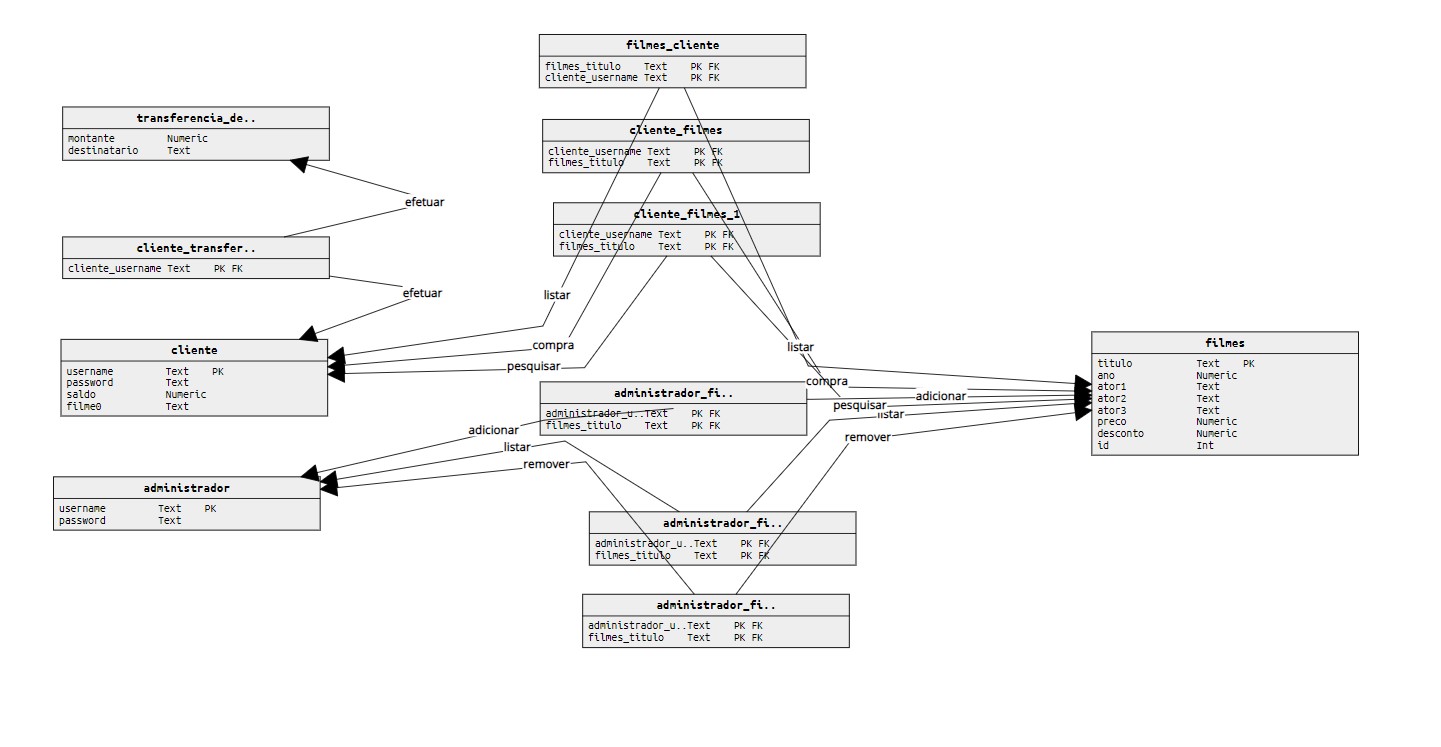 filmes_cliente
filmes_titulo Text PK FK
cliente_username Text PK FK
transferencia_de..
montante Numeric
destinatario Text
cliente_filmes
cliente_username Text PK FK
filmes_titulo Text PK FK
efetuar
cliente_filmes_1
cliente_username Text PK FK
filmes_titulo Text PK FK
cliente_transfer..
cliente_username Text PK FK
efetuar
listar
compra
pesquisar
listar
compra
pesquisar
adicionar
listar
remover
cliente
username Text PK
password Text
saldo Numeric
filme0 Text
filmes
titulo Text PK
ano Numeric
ator1 Text
ator2 Text
ator3 Text
preco Numeric
desconto Numeric
id Int
administrador_fi..
administrador_u..Text PK FK
filmes_titulo Text PK FK
adicionar
listar
remover
administrador
username Text PK
password Text
administrador_fi..
administrador_u..Text PK FK
filmes_titulo Text PK FK
administrador_fi..
administrador_u..Text PK FK
filmes_titulo Text PK FK